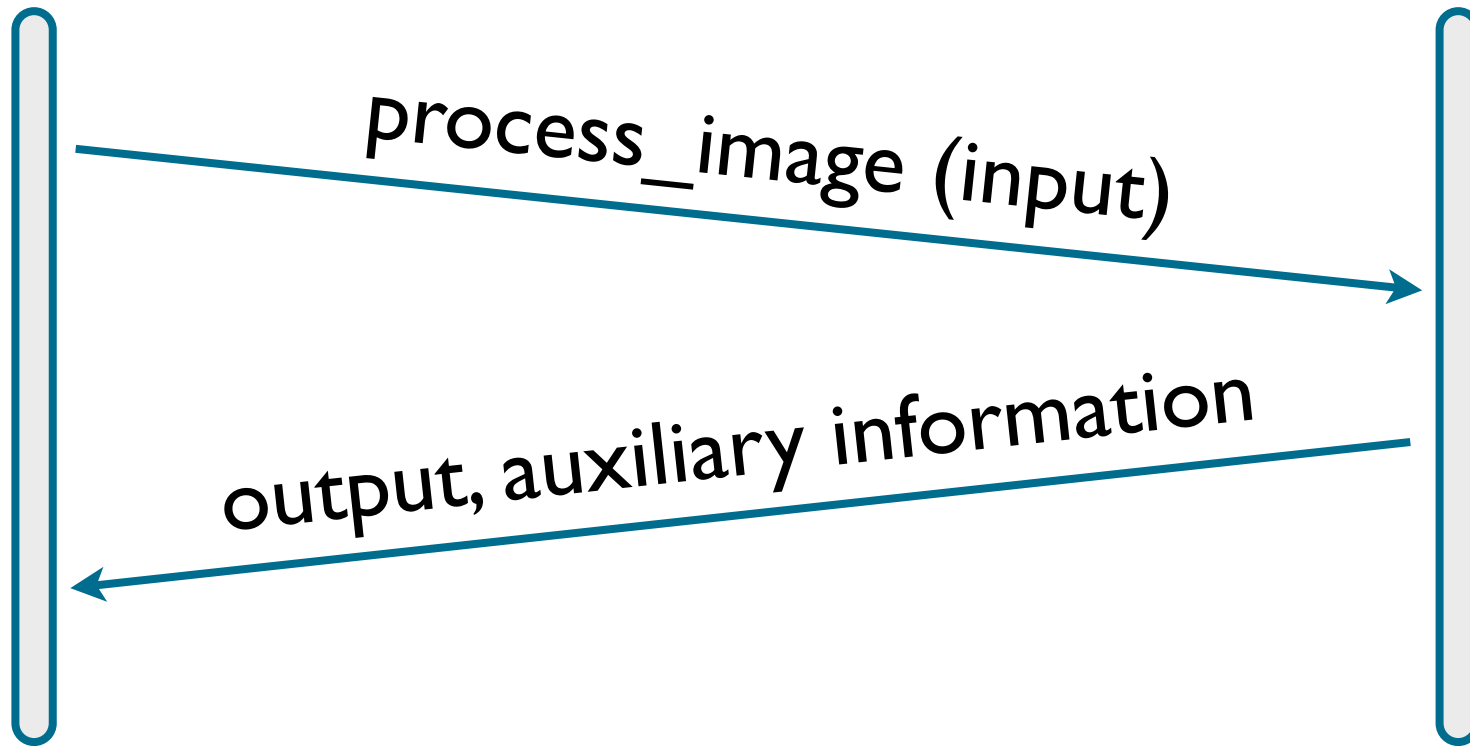 process_image (input)
output, auxiliary information